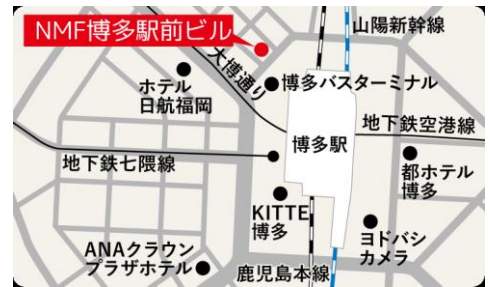 NMF博多駅前ビル
山陽新幹線
大博通り
ホテル
日航福岡
博多バスターミナル
地下鉄空港線
博多駅
地下鉄七隈線
都ホテル
博多
KITTE
博多
ヨドバシ
カメラ
ANAクラウン
プラザホテル
鹿児島本線